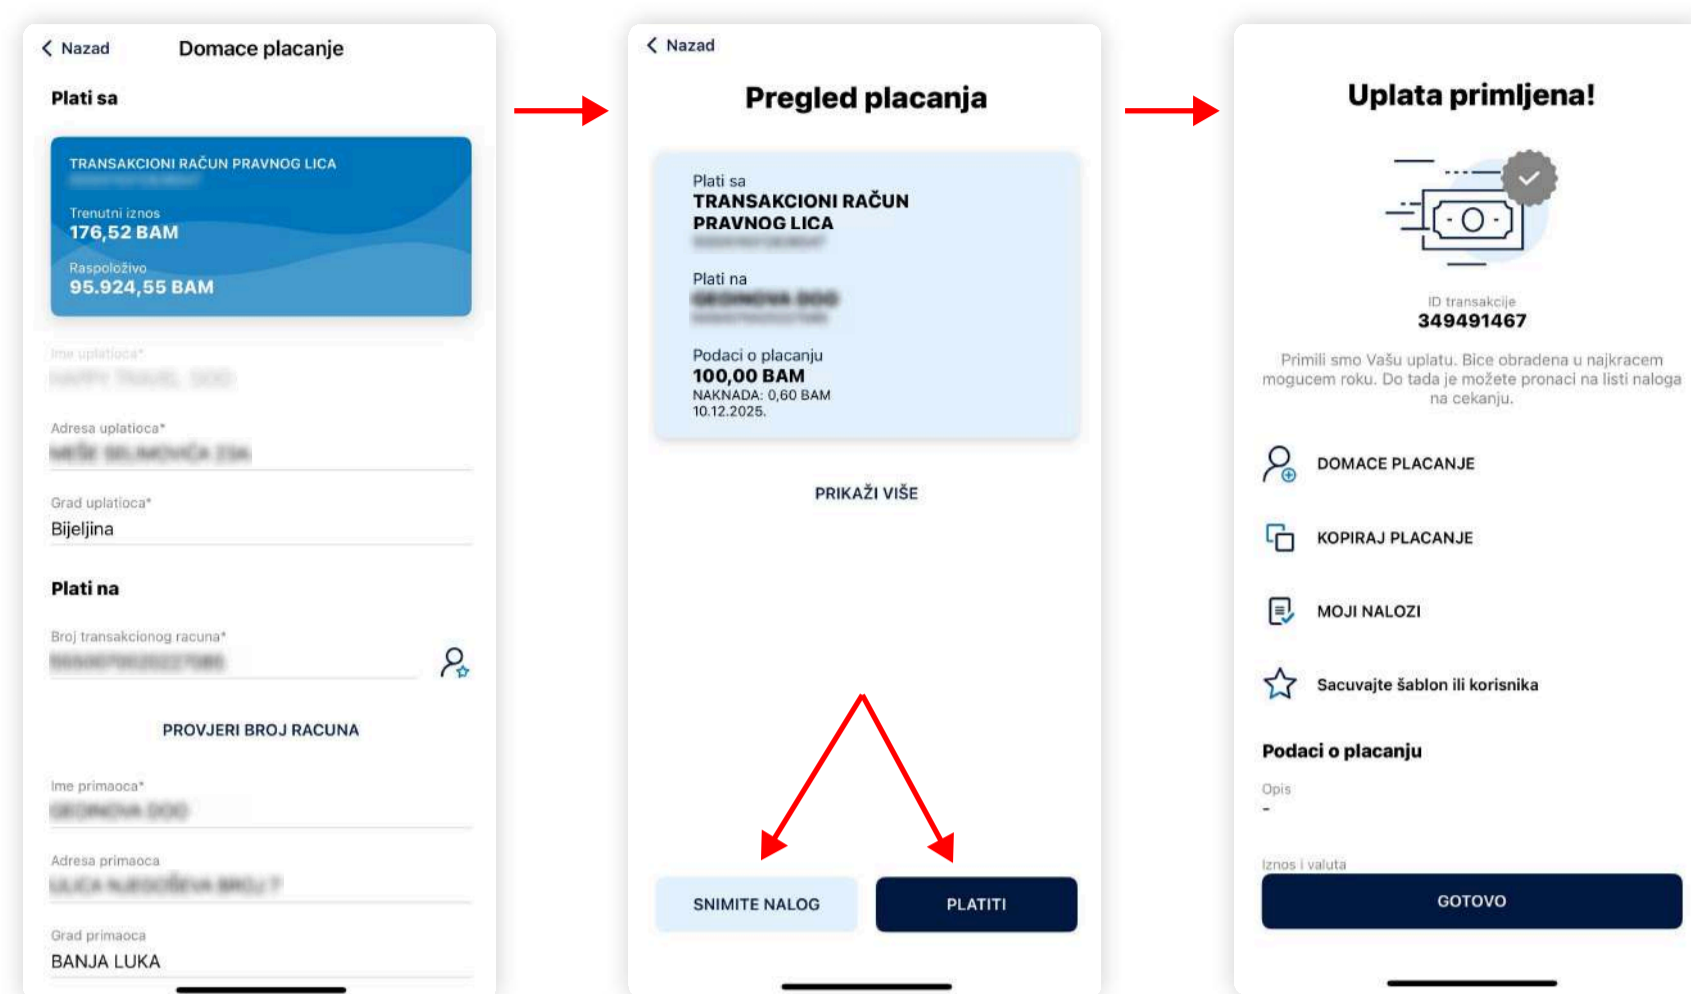 Nazad
Domace placanje
Plati sa
TRANSAKCIONI RAČUN PRAVNOG LICA
Trenutni iznos
176,52 BAM
Raspoloživo
95.924,55 BAM
Ime uplatioca*
Adresa uplatioca*
Grad uplatioca*
Bijeljina
Plati na
Broj transakcionog racuna*
PROVJERI BROJ RACUNA
Ime primaoca*
Adresa primaoca
Grad primaoca
BANJA LUKA
Nazad
Pregled placanja
Plati sa
TRANSAKCIONI RAČUN
PRAVNOG LICA
Plati na
Podaci o placanju
100,00 BAM
NAKNADA: 0,60 BAM
10.12.2025.
PRIKAŽI VIŠE
SNIMITE NALOG
PLATITI
Uplata primljena!
ID transakcije
349491467
Primili smo Vašu uplatu. Bice obradena u najkracem
mogucem roku. Do tada je možete pronaci na listi naloga
na cekanju.
DOMACE PLACANJE
KOPIRAJ PLACANJE
MOJI NALOZI
Sacuvajte šablon ili korisnika
Podaci o placanju
Opis
-
Iznos i valuta
GOTOVO